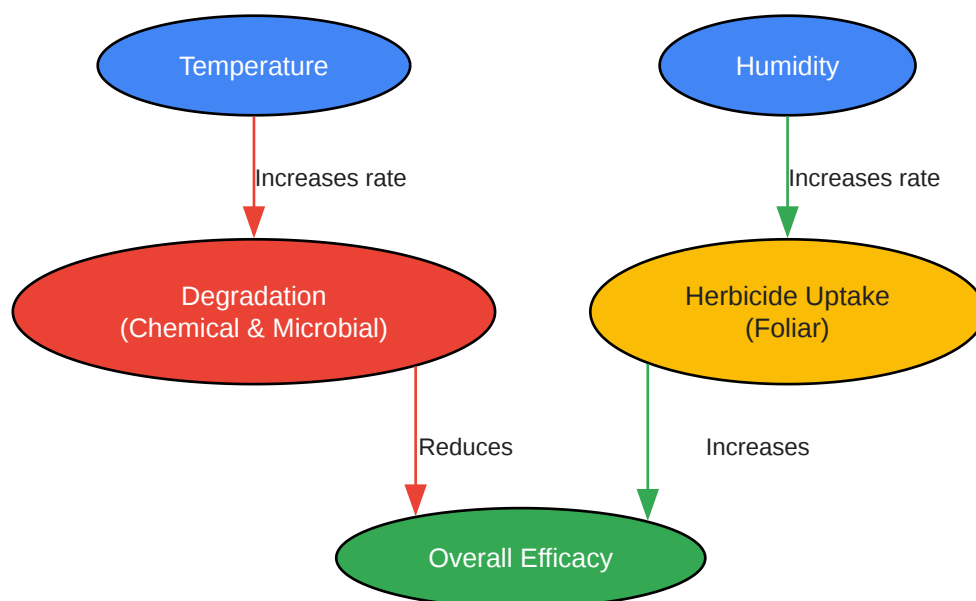 Temperature
Humidity
Increases rate
Increases rate
Degradation
(Chemical & Microbial)
Herbicide Uptake
(Foliar)
Reduces
Increases
Overall Efficacy